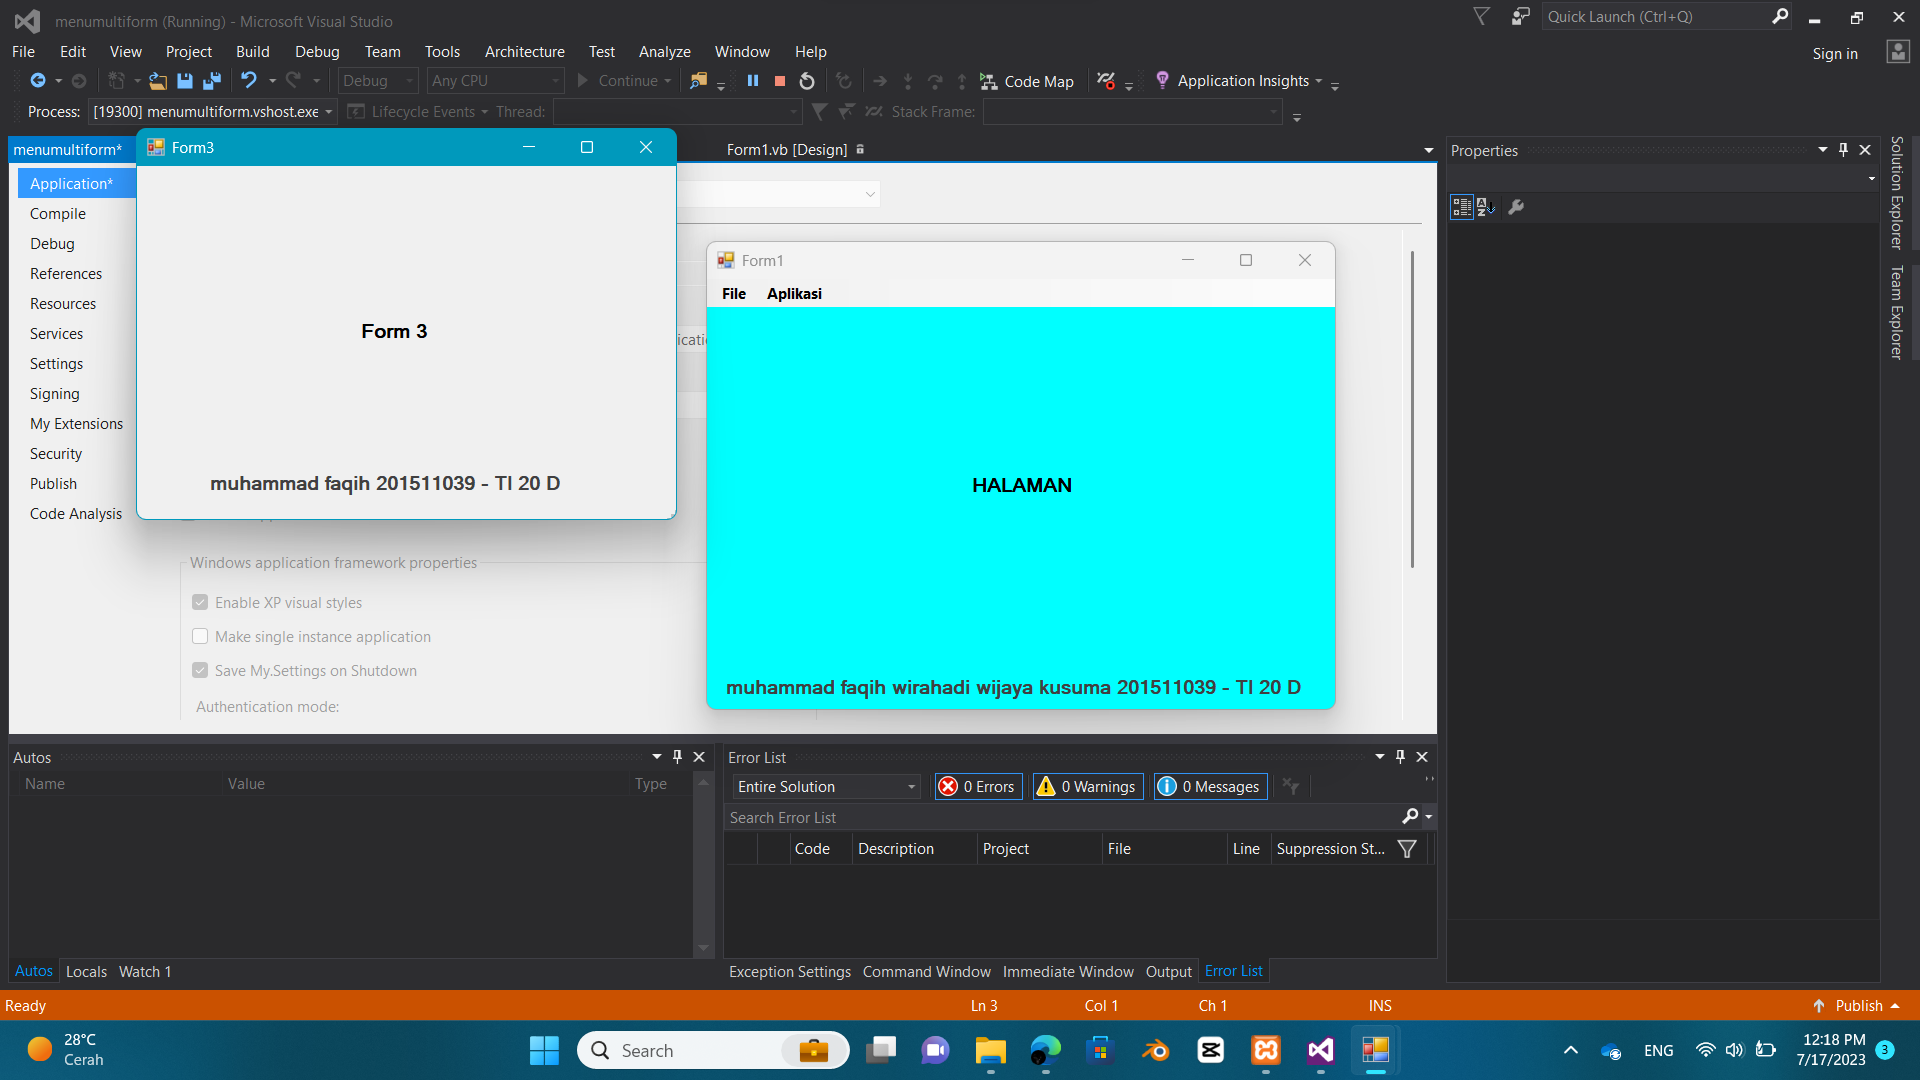 menumultiform (Running) - Microsoft Visual Studio
Quick Launch (Ctrl+Q)
File Edit View Project Build Debug Team Tools Architecture Test Analyze Window Help
Sign in
Debug Any CPU Continue Code Map Application Insights
Process: [19300] menumultiform.vshost.exe Lifecycle Events Thread: Stack Frame:
menumultiform*
Form1.vb [Design]
Application*
Compile
Debug
References
Resources
Services
Settings
Signing
My Extensions
Security
Publish
Code Analysis
Form3
Form 3
muhammad faqih 201511039 - TI 20 D
Form1
File Aplikasi
HALAMAN
muhammad faqih wirahadi wijaya kusuma 201511039 - TI 20 D
Windows application framework properties
Enable XP visual styles
Make single instance application
Save My.Settings on Shutdown
Authentication mode:
Properties
Solution Explorer
Team Explorer
Autos
Name Value Type
Autos Locals Watch 1
Error List
Entire Solution 0 Errors 0 Warnings 0 Messages
Search Error List
Code Description Project File Line Suppression St...
Exception Settings Command Window Immediate Window Output Error List
Ready Ln 3 Col 1 Ch 1 INS Publish
28°C
Cerah
Search
ENG
12:18 PM
7/17/2023
3